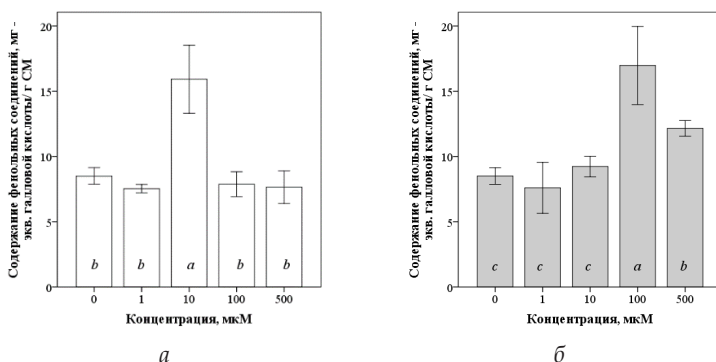 Содержание фенольных соединений, мг -
экв. галловой кислоты/ г СМ
20
15
10
5
0
b b a b b
0 1 10 100 500
Концентрация, мкМ
а
Содержание фенольных соединений, мг -
экв. галловой кислоты/ г СМ
20
15
10
5
0
c c c a b
0 1 10 100 500
Концентрация, мкМ
б